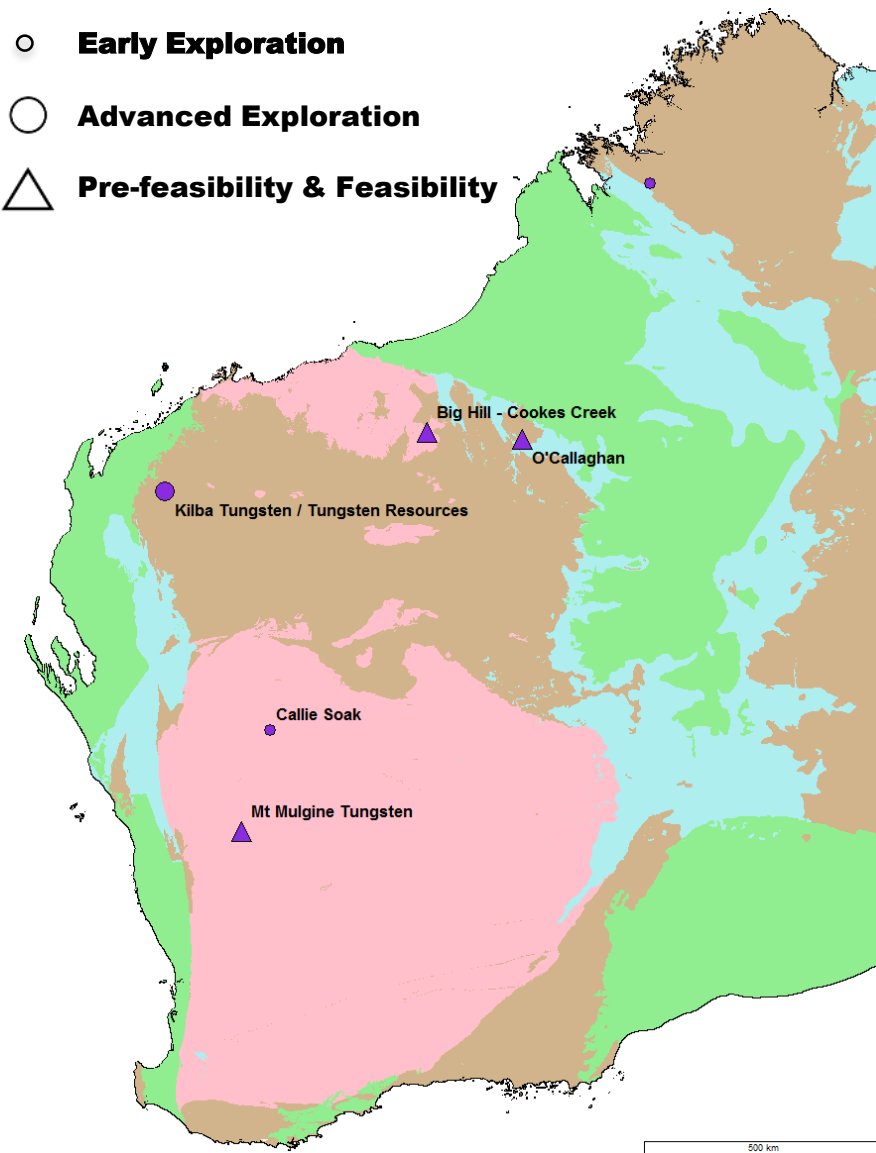 Early Exploration
Advanced Exploration
Pre-feasibility & Feasibility
Big Hill - Cookes Creek
O'Callaghan
Kilba Tungsten / Tungsten Resources
Callie Soak
Mt Mulgine Tungsten
500 km